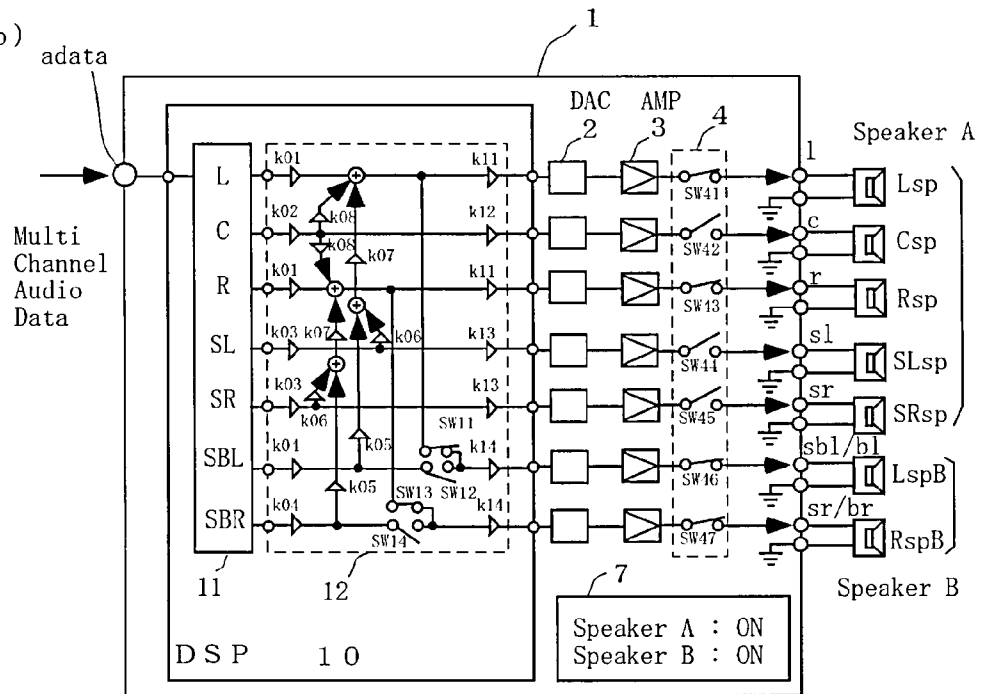 b)
adata
1
DAC
2
AMP
3
4
Speaker A
Multi
Channel
Audio
Data
L
C
R
SL
SR
SBL
SBR
k01
k02
k01
k03
k03
k04
k04
k08
k08
k07
k07
k06
k06
k05
k05
k11
k12
k11
k13
k13
k14
k14
SW11
SW12
SW13
SW14
SW41
SW42
SW43
SW44
SW45
SW46
SW47
l
c
r
sl
sr
sbl/bl
sr/br
Lsp
Csp
Rsp
SLsp
SRsp
LspB
RspB
Speaker B
11
12
DSP 10
7
Speaker A : ON
Speaker B : ON